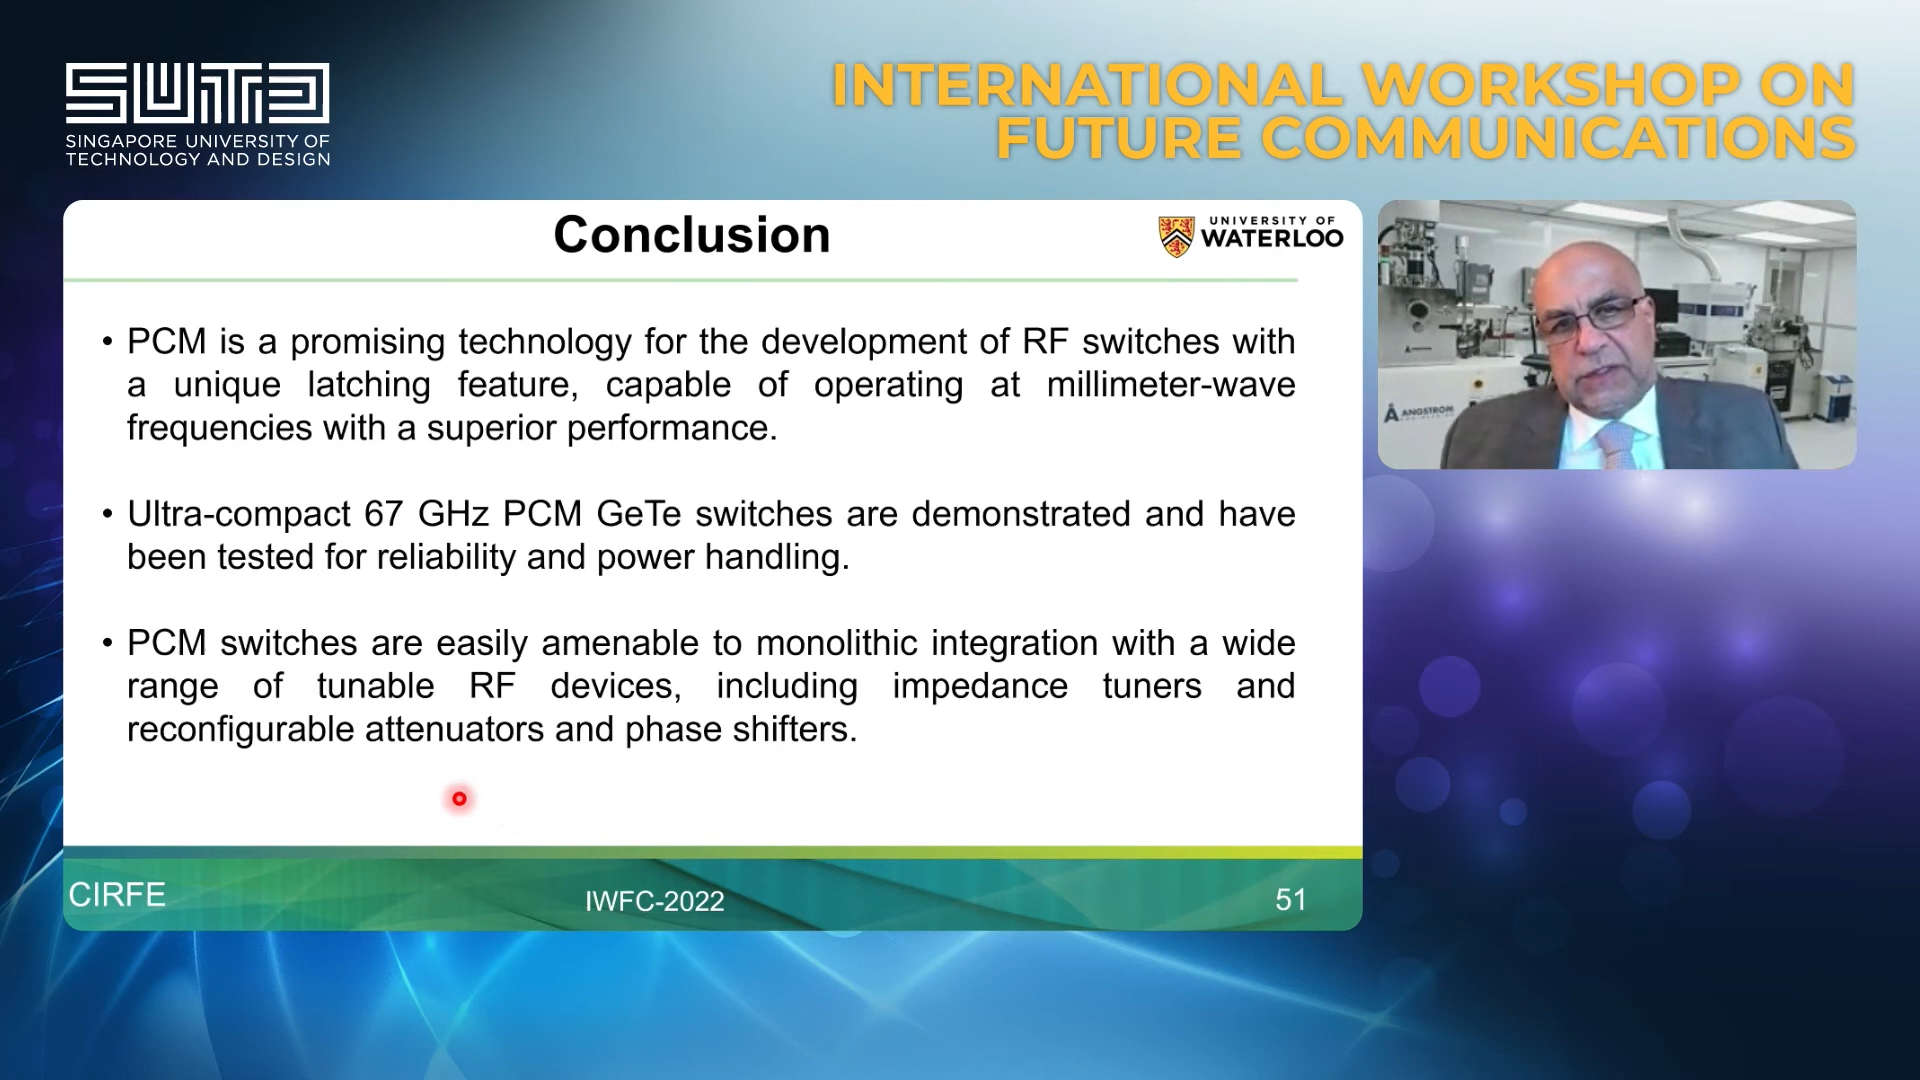 SUTD
SINGAPORE UNIVERSITY OF
TECHNOLOGY AND DESIGN
INTERNATIONAL WORKSHOP ON
FUTURE COMMUNICATIONS
Conclusion
UNIVERSITY OF
WATERLOO
• PCM is a promising technology for the development of RF switches with
a unique latching feature, capable of operating at millimeter-wave
frequencies with a superior performance.
• Ultra-compact 67 GHz PCM GeTe switches are demonstrated and have
been tested for reliability and power handling.
• PCM switches are easily amenable to monolithic integration with a wide
range of tunable RF devices, including impedance tuners and
reconfigurable attenuators and phase shifters.
CIRFE
IWFC-2022
51
ANGSTROM
ENGINEERING